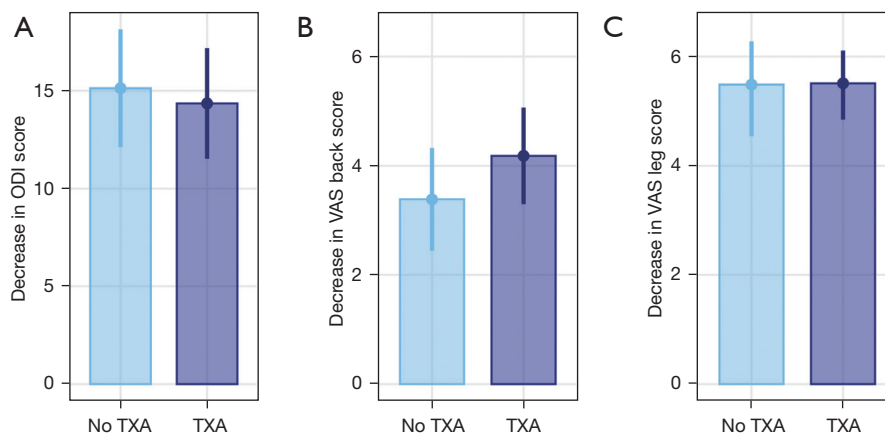 A
Decrease in ODI score
15
10
5
0
No TXA
TXA
B
Decrease in VAS back score
6
4
2
0
No TXA
TXA
C
Decrease in VAS leg score
6
4
2
0
No TXA
TXA